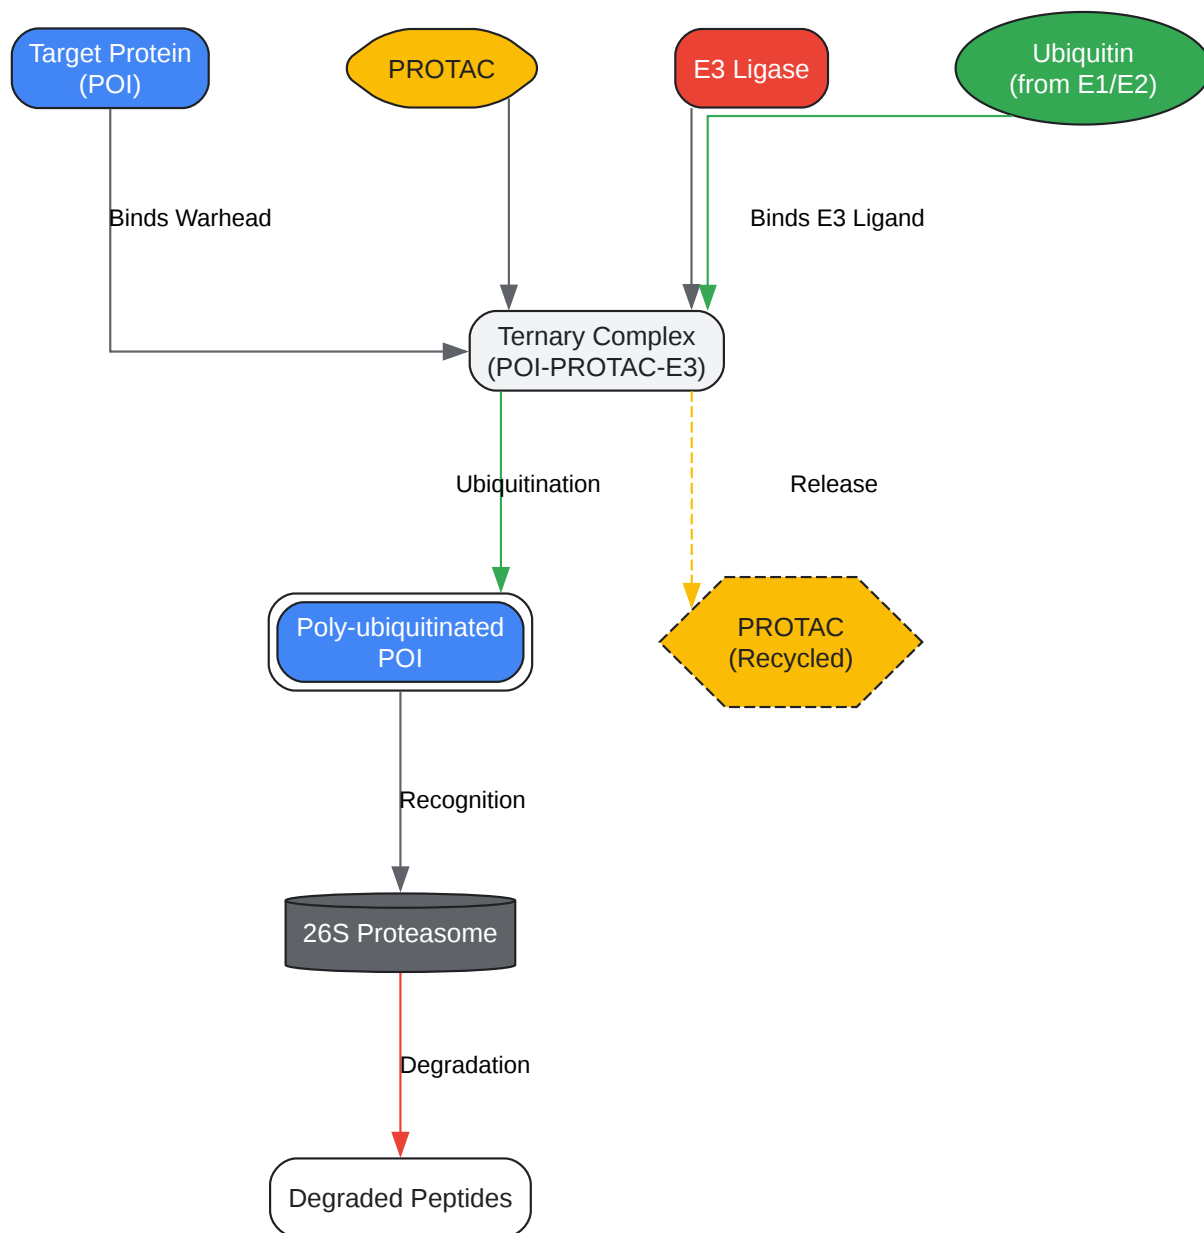 Target Protein
(POI)
PROTAC
E3 Ligase
Ubiquitin
(from E1/E2)
Binds Warhead
Binds E3 Ligand
Ternary Complex
(POI-PROTAC-E3)
Ubiquitination
Release
Poly-ubiquitinated
POI
PROTAC
(Recycled)
Recognition
26S Proteasome
Degradation
Degraded Peptides